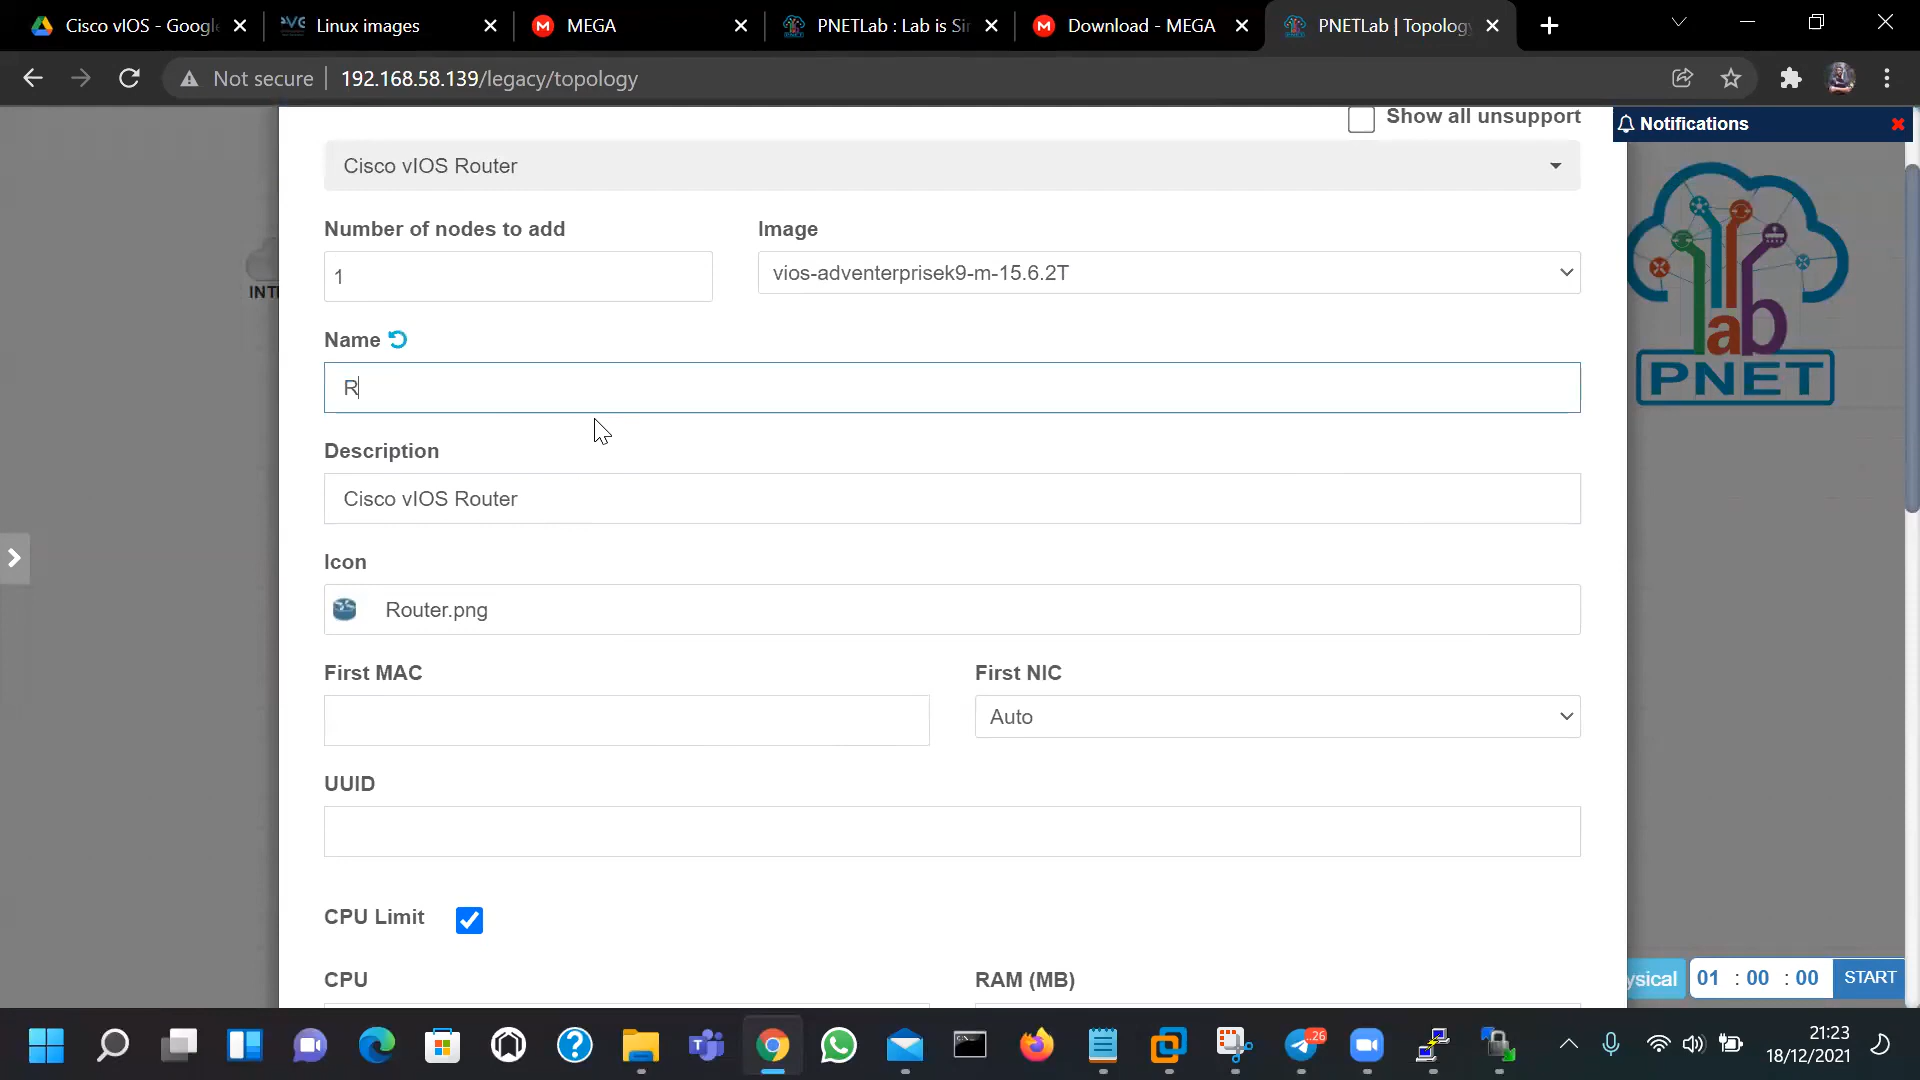 Cisco vIOS - Googl
Linux images
MEGA
PNETLab : Lab is Sir
Download - MEGA
PNETLab | Topology
Not secure
192.168.58.139/legacy/topology
Show all unsupport
Notifications
Cisco vIOS Router
Number of nodes to add
Image
1
vios-adventerprisek9-m-15.6.2T
INTE
Name
R
lab
PNET
Description
Cisco vIOS Router
Icon
Router.png
First MAC
First NIC
Auto
UUID
CPU Limit
CPU
RAM (MB)
ysical
01 : 00 : 00
START
26
21:23
18/12/2021